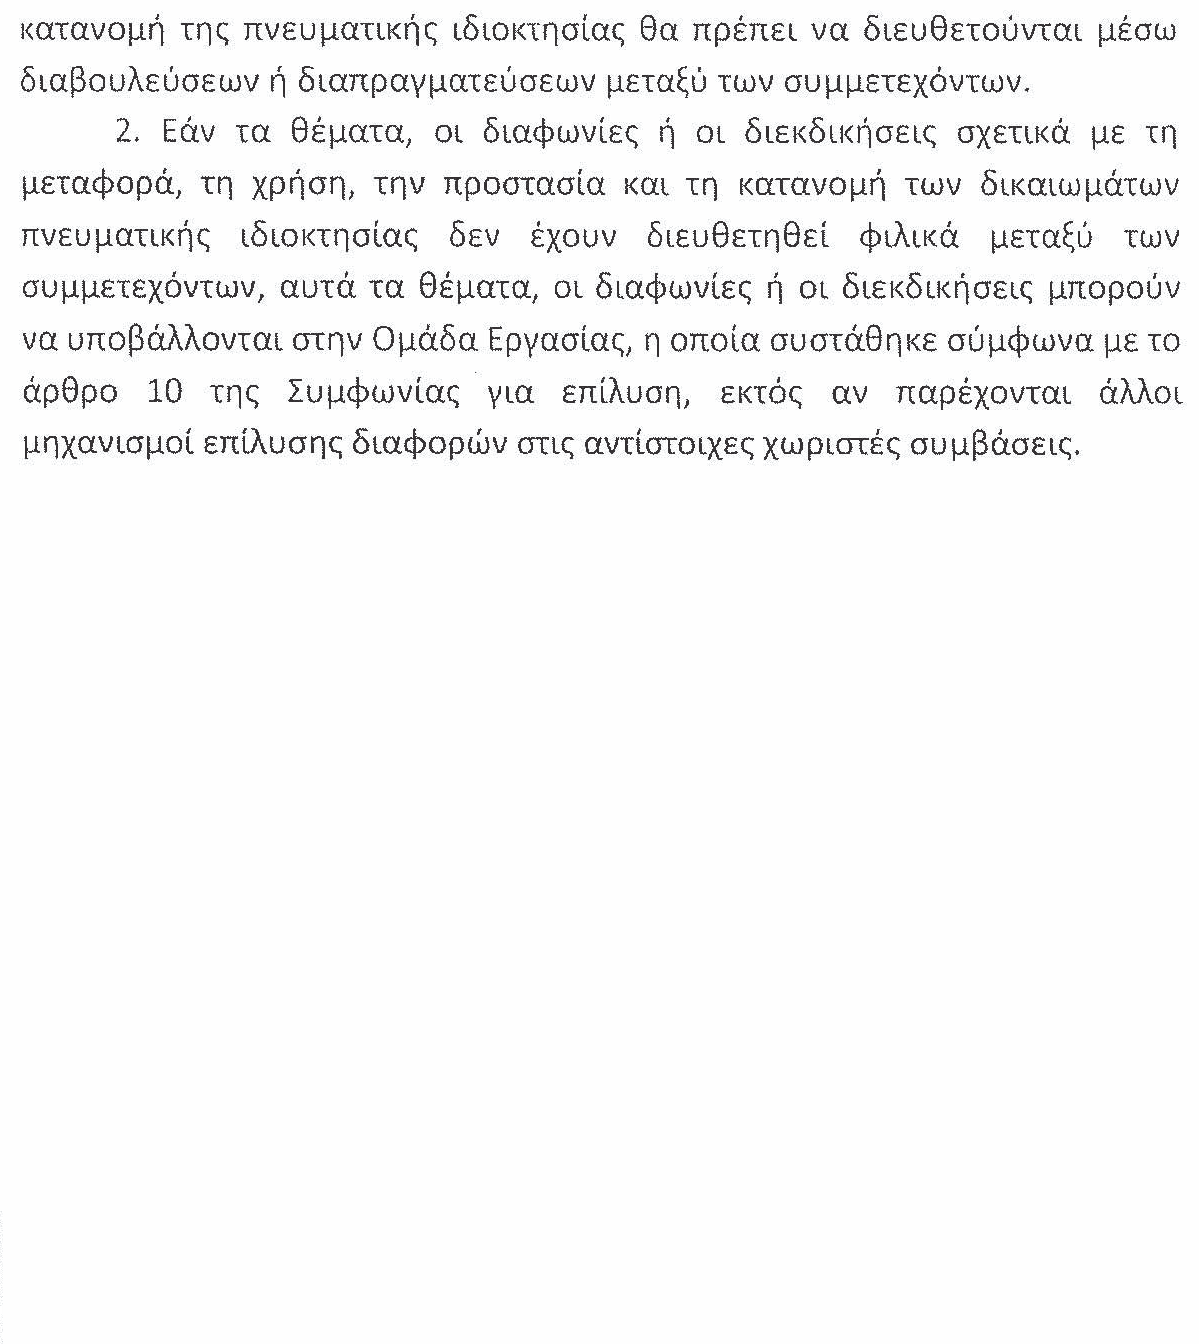 κατανομή της πνευματικής ιδιοκτησίας θα πρέπει να διευθετούνται μέσω
διαβουλεύσεων ή διαπραγματεύσεων μεταξύ των συμμετεχόντων.
2. Εάν τα θέματα, οι διαφωνίες ή οι διεκδικήσεις σχετικά με τη
μεταφορά, τη χρήση, την προστασία και τη κατανομή των δικαιωμάτων
πνευματικής ιδιοκτησίας δεν έχουν διευθετηθεί φιλικά μεταξύ των
συμμετεχόντων, αυτά τα θέματα, οι διαφωνίες ή οι διεκδικήσεις μπορούν
να υποβάλλονται στην Ομάδα Εργασίας, η οποία συστάθηκε σύμφωνα με το
άρθρο 10 της Συμφωνίας για επίλυση, εκτός αν παρέχονται άλλοι
μηχανισμοί επίλυσης διαφορών στις αντίστοιχες χωριστές συμβάσεις.